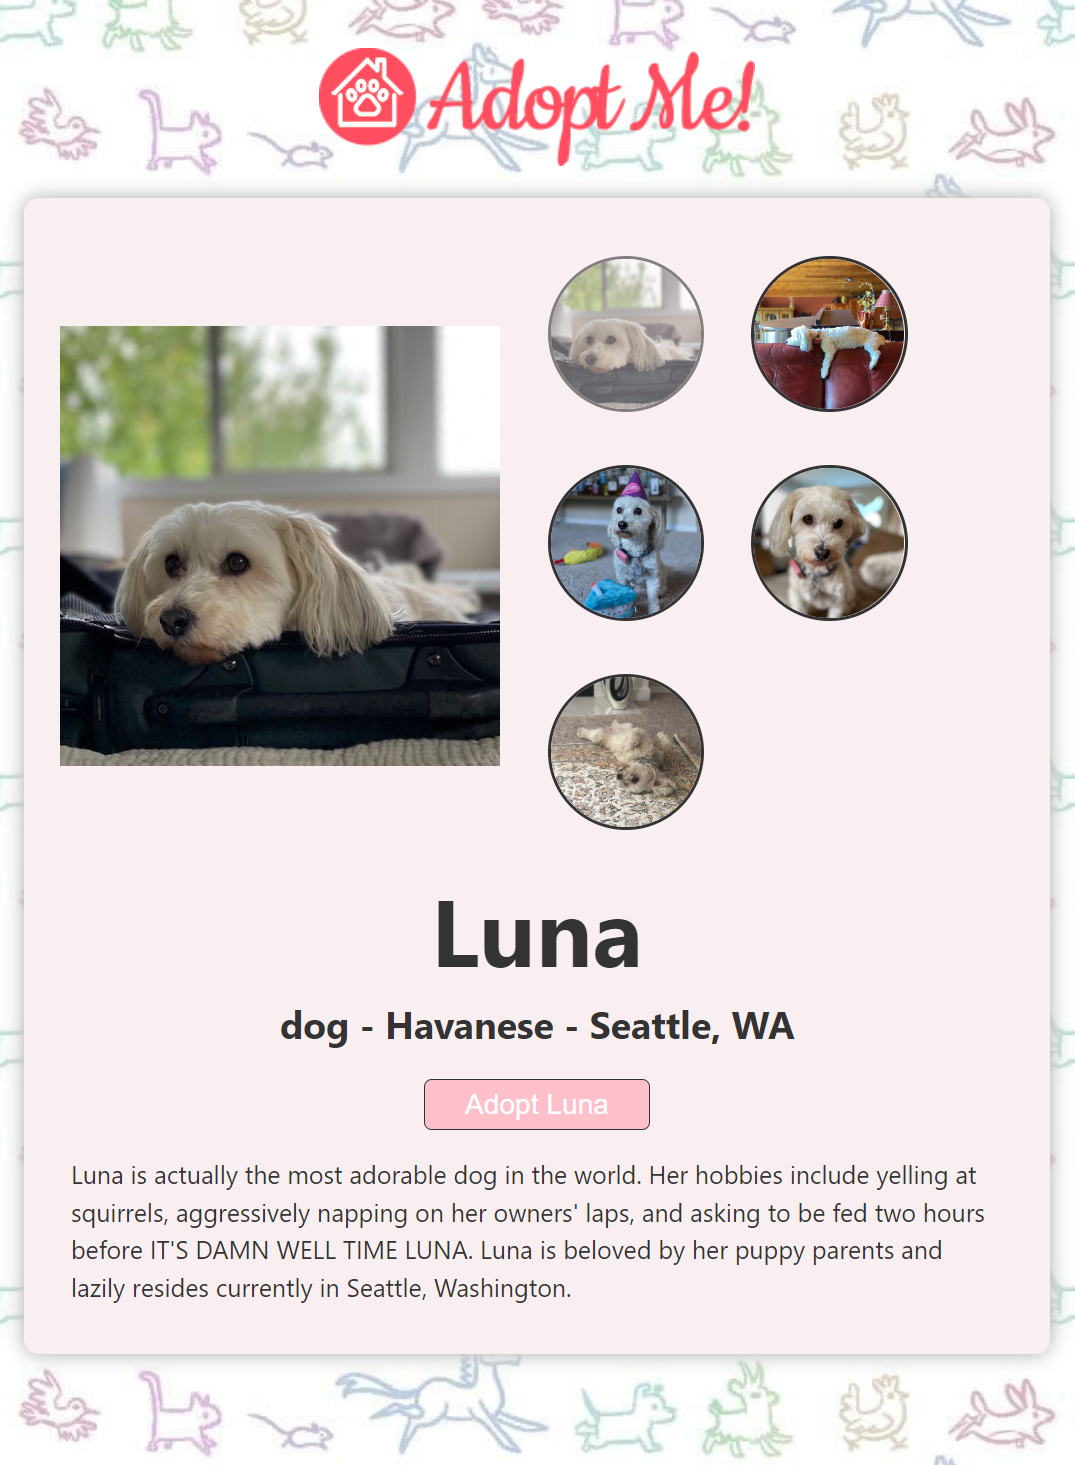 Adopt Me!
Luna
dog - Havanese - Seattle, WA
Adopt Luna
Luna is actually the most adorable dog in the world. Her hobbies include yelling at
squirrels, aggressively napping on her owners' laps, and asking to be fed two hours
before IT'S DAMN WELL TIME LUNA. Luna is beloved by her puppy parents and
lazily resides currently in Seattle, Washington.